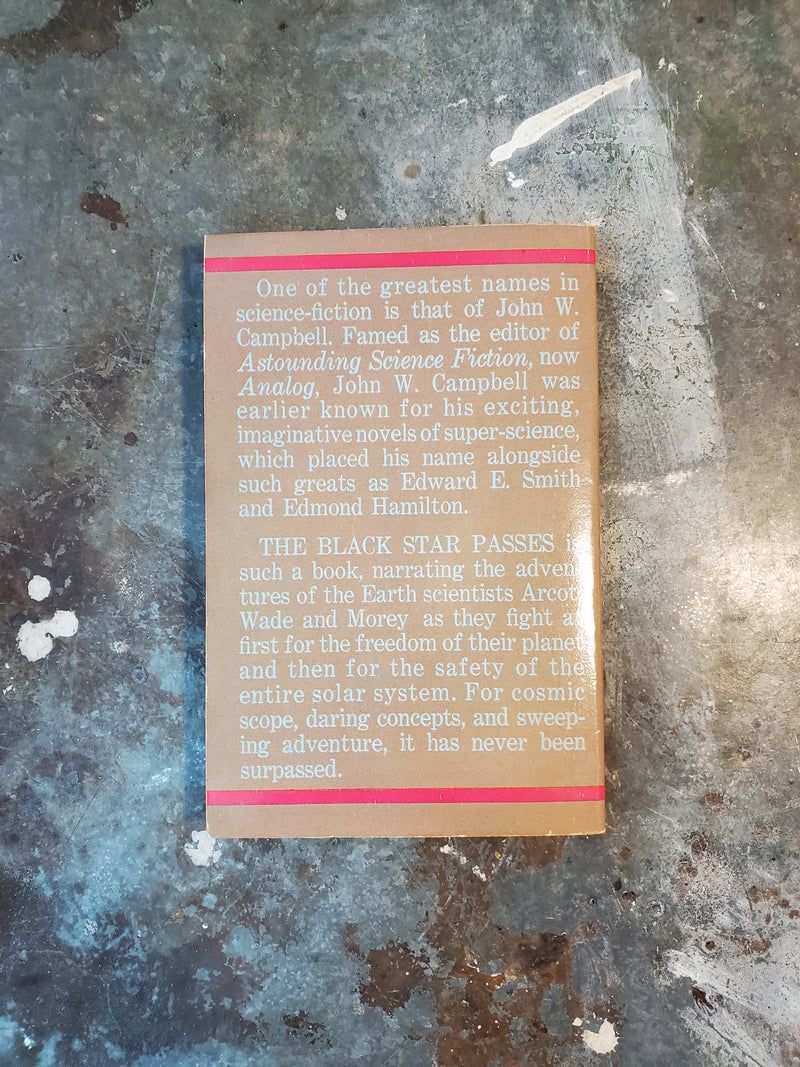 One of the greatest names in
science-fiction is that of John W.
Campbell. Famed as the editor of
Astounding Science Fiction, now
Analog, John W. Campbell was
earlier known for his exciting,
imaginative novels of super-science,
which placed his name alongside
such greats as Edward E. Smith
and Edmond Hamilton.
THE BLACK STAR PASSES is
such a book, narrating the adven-
tures of the Earth scientists Arcot,
Wade and Morey as they fight at
first for the freedom of their planet
and then for the safety of the
entire solar system. For cosmic
scope, daring concepts, and sweep-
ing adventure, it has never been
surpassed.